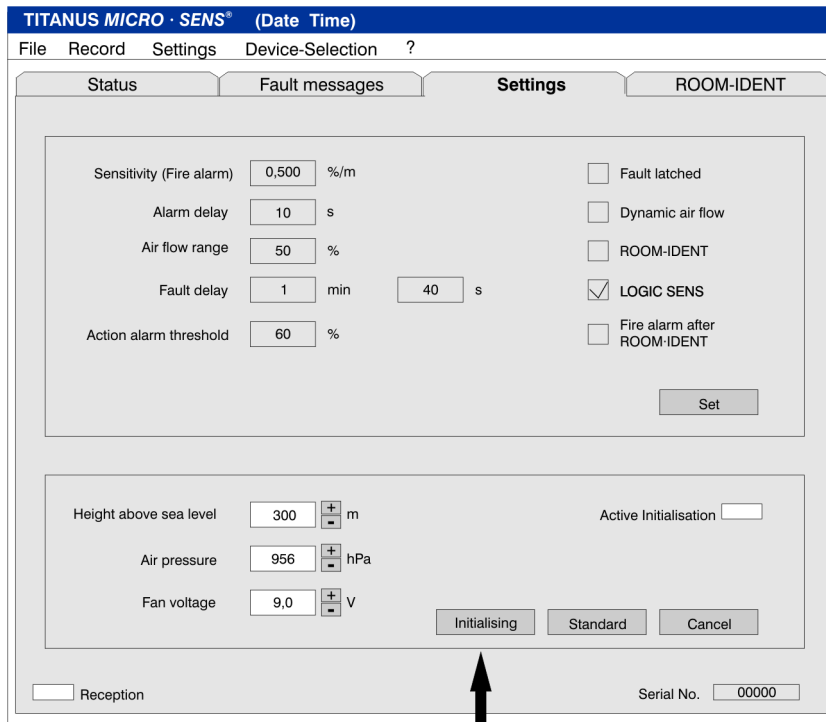 TITANUS MICRO · SENS® (Date Time)
File Record Settings Device-Selection ?
Status Fault messages Settings ROOM-IDENT
Sensitivity (Fire alarm) 0,500 %/m Fault latched
Alarm delay 10 s Dynamic air flow
Air flow range 50 % ROOM-IDENT
Fault delay 1 min 40 s LOGIC SENS
Action alarm threshold 60 % Fire alarm after
ROOM·IDENT
Set
Height above sea level 300 + - m Active Initialisation
Air pressure 956 + - hPa
Fan voltage 9,0 + - V
Initialising Standard Cancel
Reception Serial No. 00000